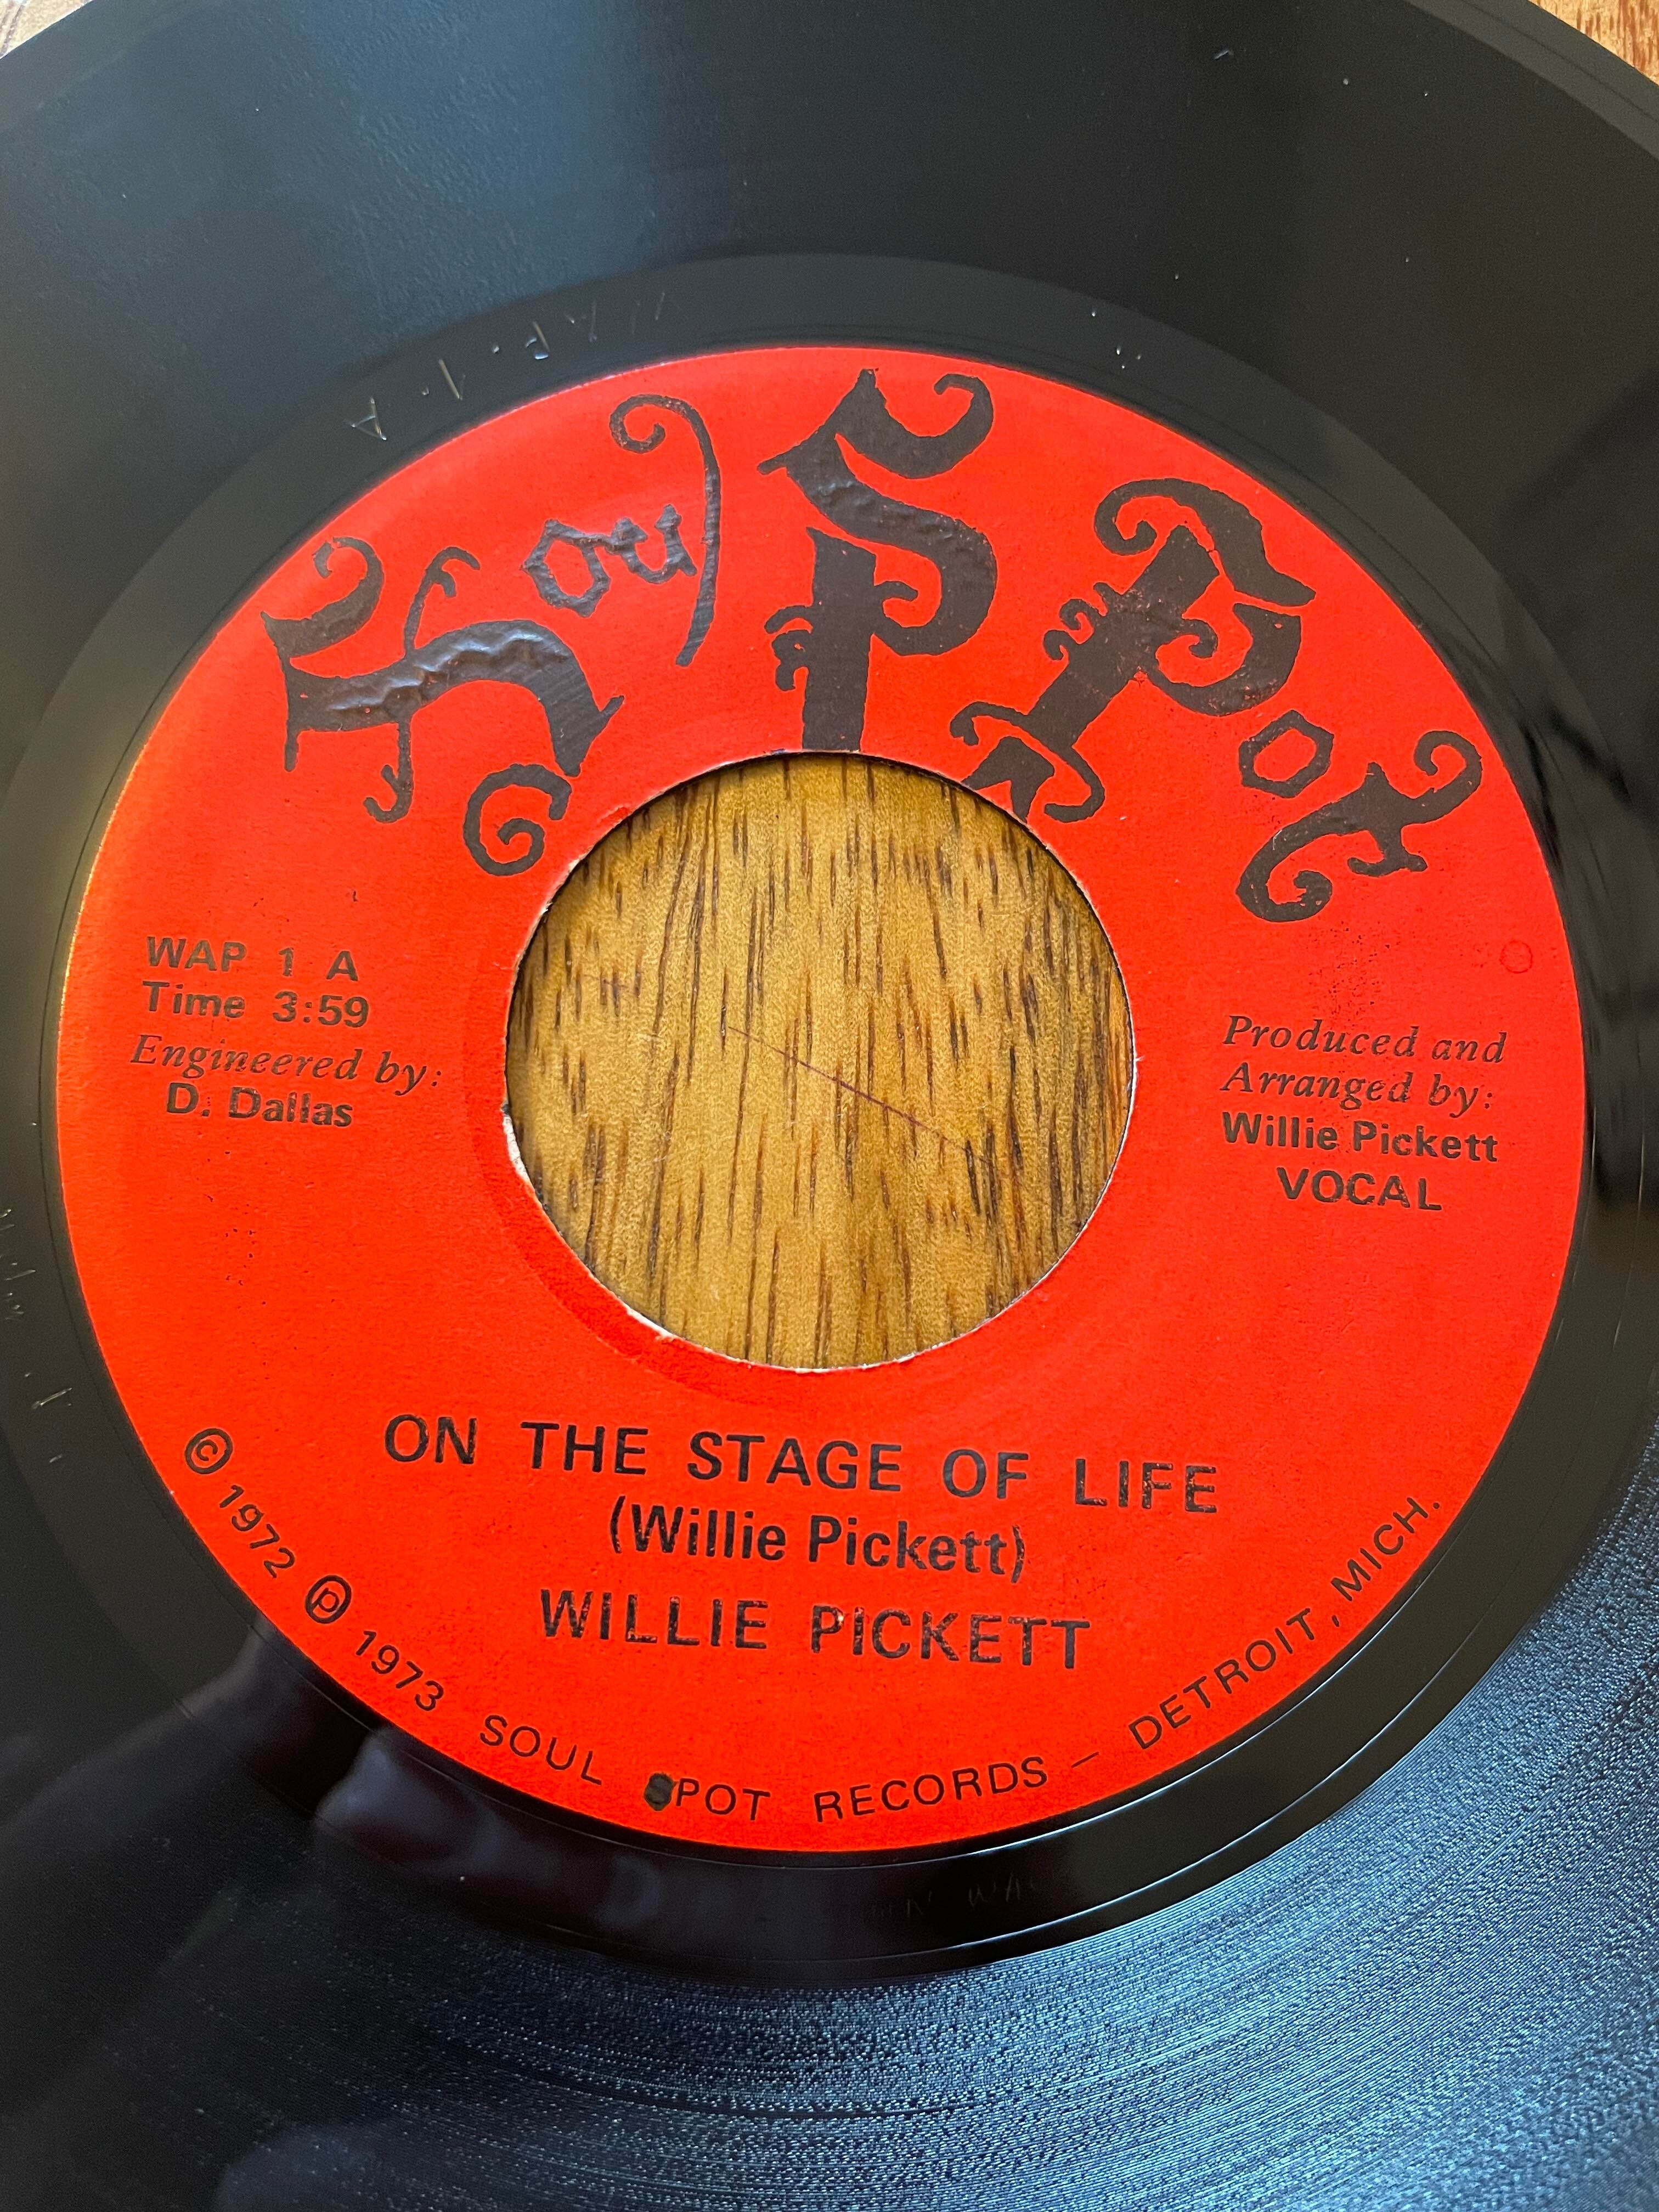 W.A.P.-1-A
Soul SPot
WAP 1 A
Time 3:59
Engineered by:
D. Dallas
Produced and
Arranged by:
Willie Pickett
VOCAL
ON THE STAGE OF LIFE
(Willie Pickett)
WILLIE PICKETT
© 1972 ℗ 1973 SOUL SPOT RECORDS — DETROIT, MICH.